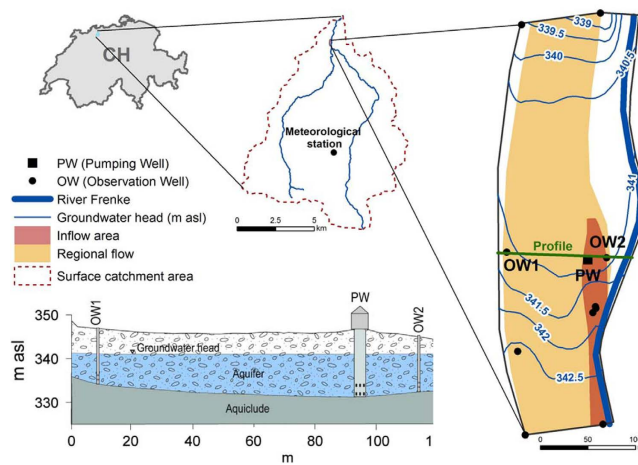 CH
Meteorological
station
0.0
2.5
5
km
PW (Pumping Well)
OW (Observation Well)
River Frenke
Groundwater head (m asl)
Inflow area
Regional flow
Surface catchment area
339
339.5
340
340.5
341
Profile
OW1
OW2
PW
341.5
342
342.5
0
50
10
OW1
PW
OW2
350
340
330
m asl
Groundwater head
Aquifer
Aquiclude
0
20
40
60
80
100
1
m